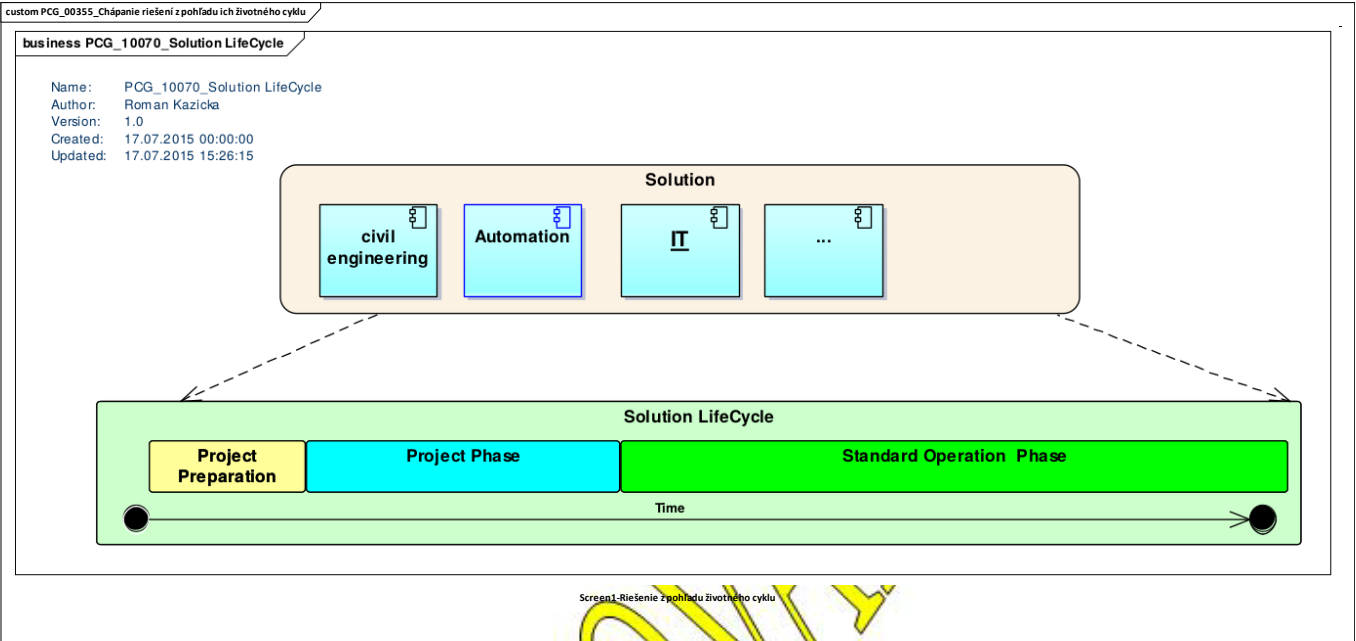 custom PCG_00355_Chápanie riešení z pohľadu ich životného cyklu
business PCG_10070_Solution LifeCycle
Name: PCG_10070_Solution LifeCycle
Author: Roman Kazicka
Version: 1.0
Created: 17.07.2015 00:00:00
Updated: 17.07.2015 15:26:15
Solution
civil
engineering
Automation
IT
...
Solution LifeCycle
Project
Preparation
Project Phase
Standard Operation Phase
Time
Screen1-Riešenie z pohľadu životného cyklu